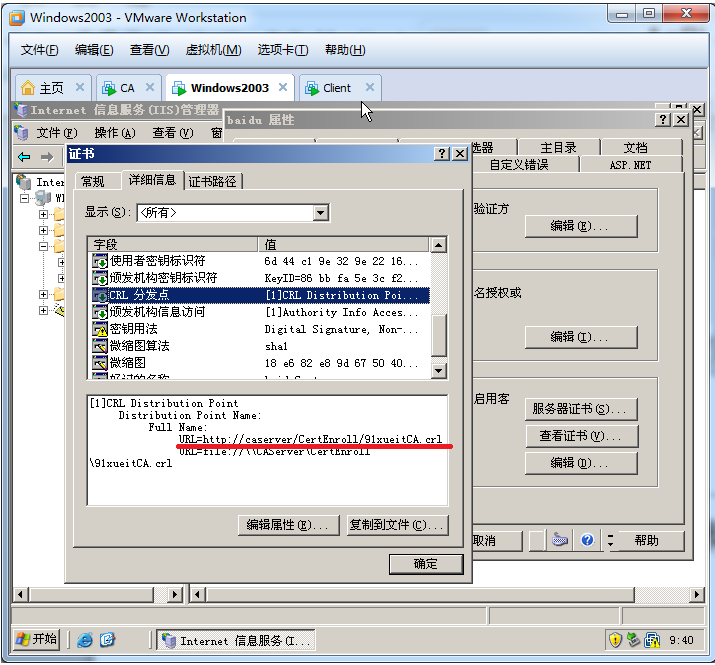 Windows2003 - VMware Workstation
文件(F) 编辑(E) 查看(V) 虚拟机(M) 选项卡(T) 帮助(H)
主页 CA Windows2003 Client
Internet 信息服务(IIS)管理器
baidu 属性
文件(F) 操作(A) 查看(V) 窗
证书
选器 主目录 文档
自定义错误 ASP.NET
常规 详细信息 证书路径
显示(S): <所有>
字段 值
使用者密钥标识符 6d 44 c1 9e 32 9e 22 16...
颁发机构密钥标识符 KeyID=86 bb fa 5e 3c f2...
CRL 分发点 [1]CRL Distribution Poi...
颁发机构信息访问 [1]Authority Info Acces...
密钥用法 Digital Signature, Non-...
微缩图算法 sha1
微缩图 18 e6 82 e8 9d 67 50 40...
好记的名称
[1]CRL Distribution Point
Distribution Point Name:
Full Name:
URL=http://caserver/CertEnroll/91xueitCA.crl
URL=file://\\CAServer\CertEnroll
\91xueitCA.crl
编辑属性(E)... 复制到文件(C)...
确定
Inter
WI
验证方
编辑(E)...
名授权或
编辑(I)...
启用客
服务器证书(S)...
查看证书(V)...
编辑(D)...
取消 帮助
开始 Internet 信息服务(I... 9:40